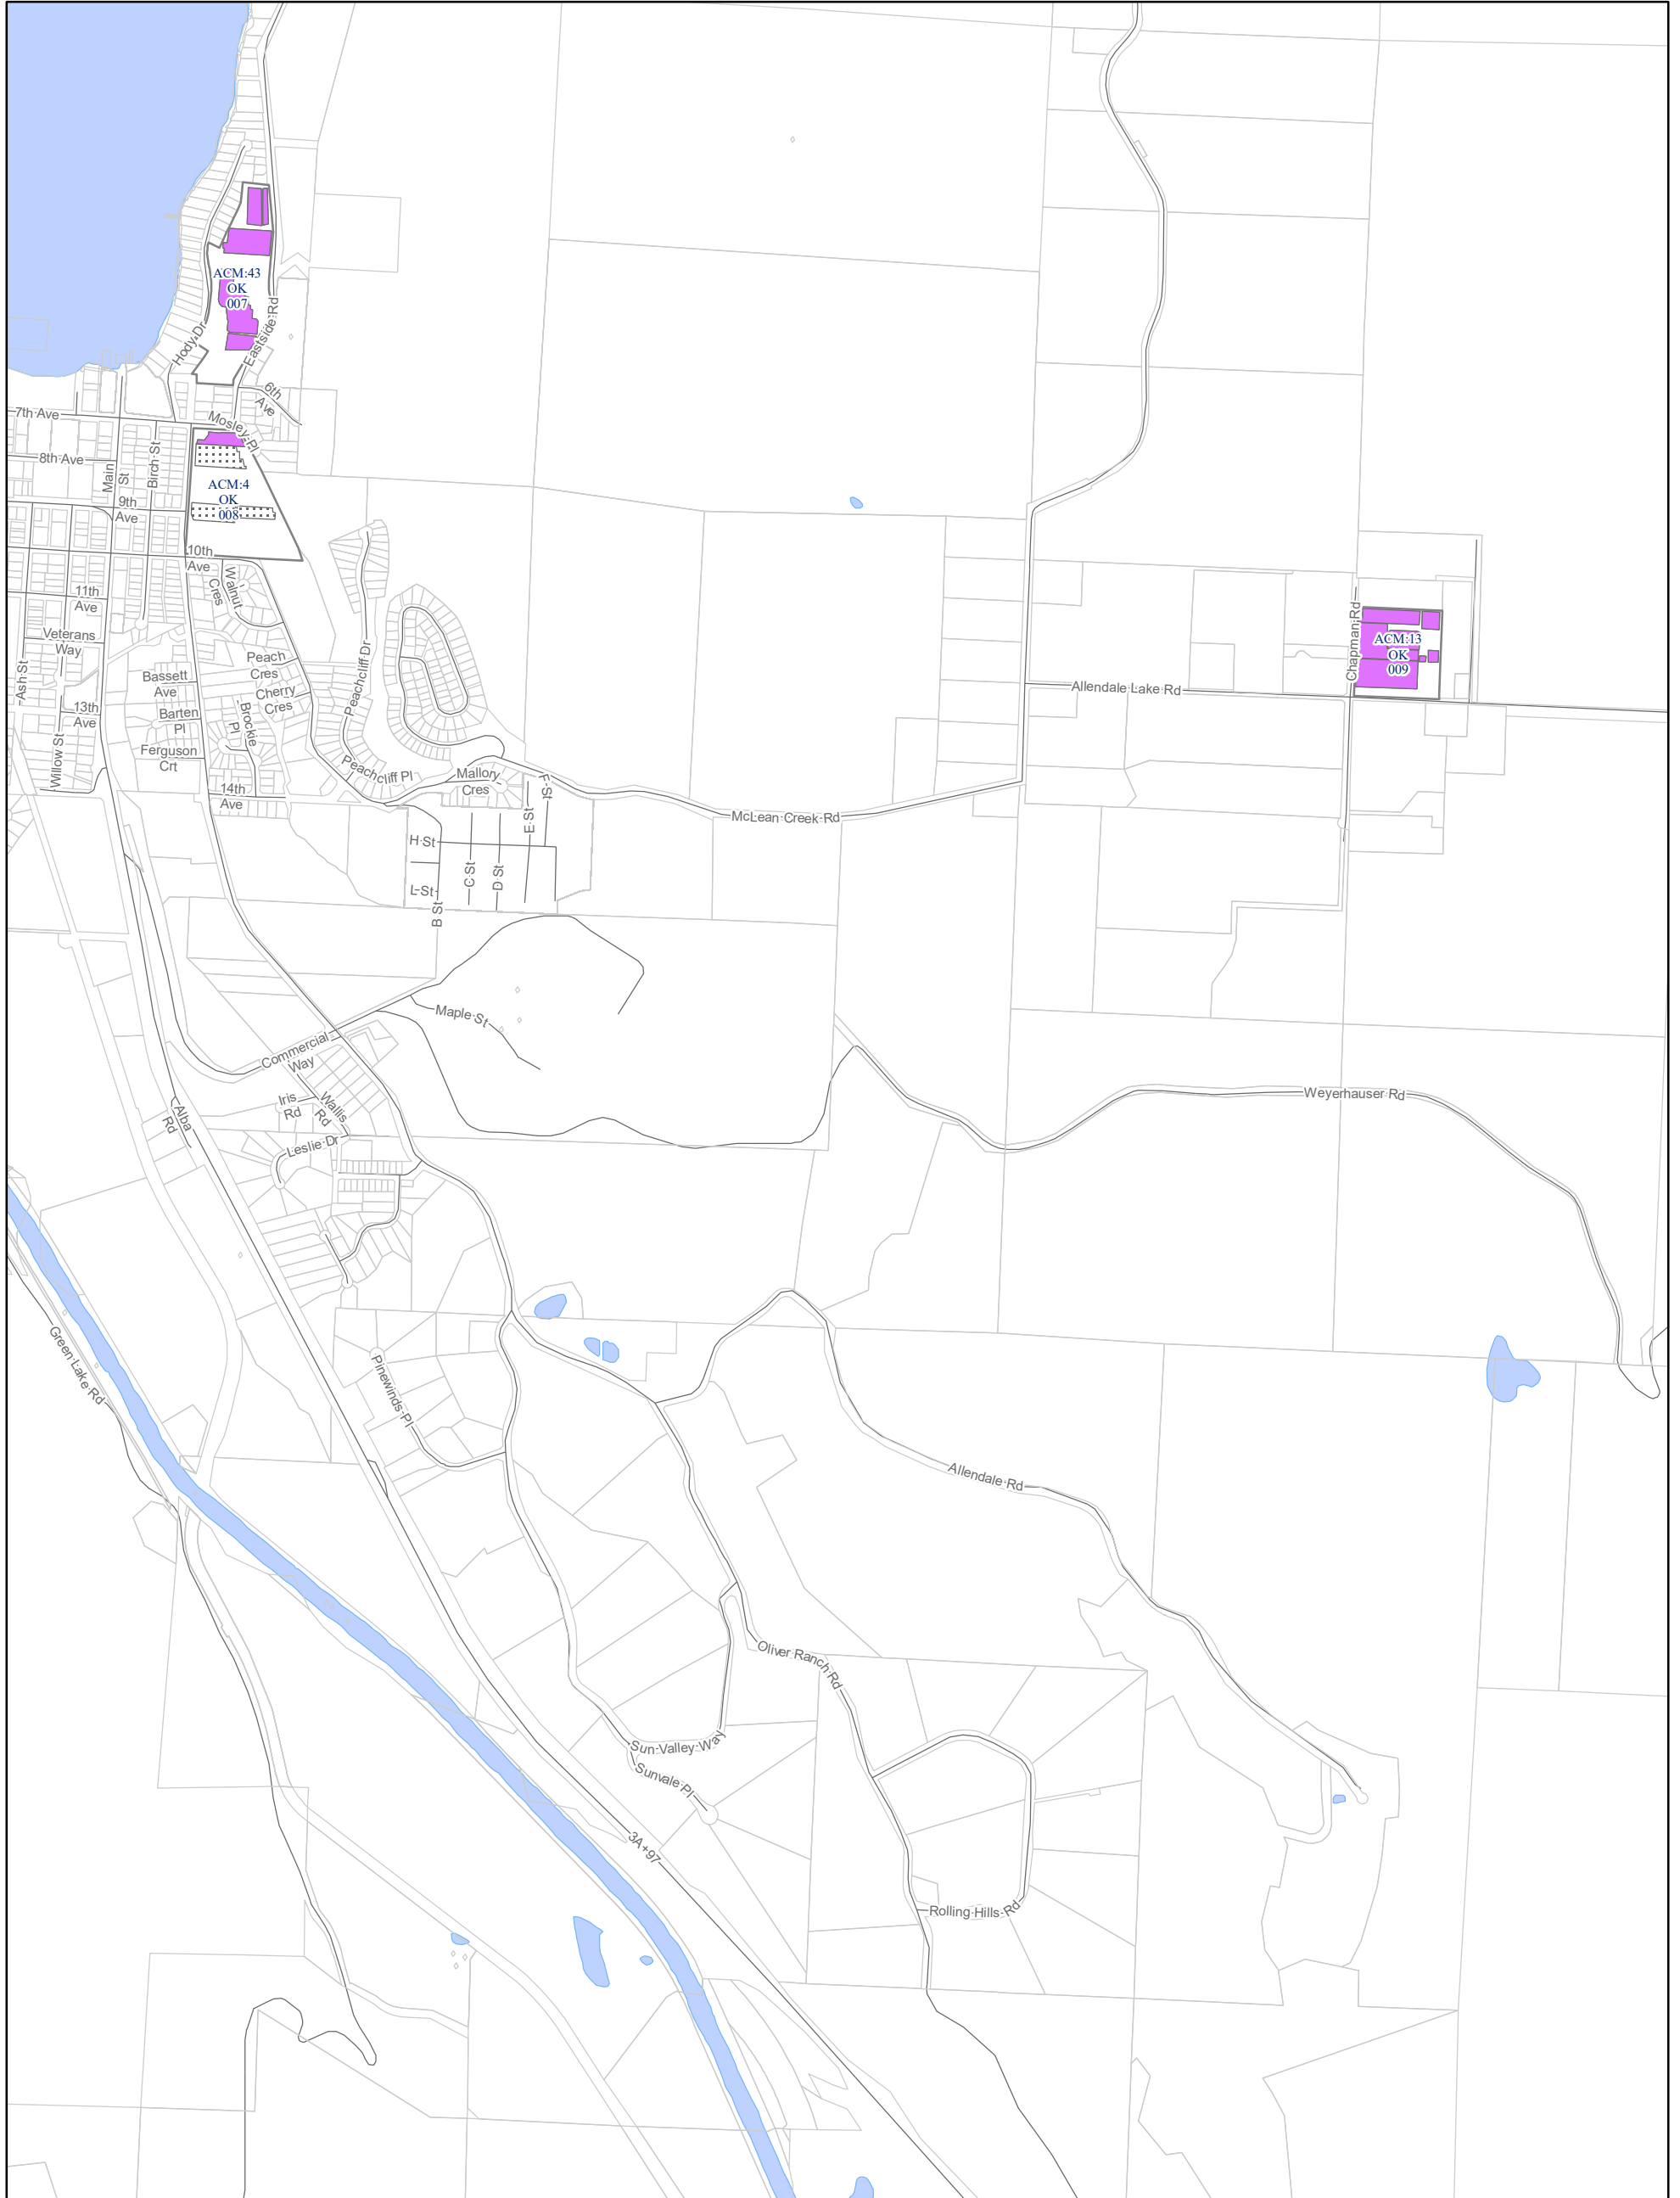 ACM:43
OK
007
Hody Dr
Eastside Rd
6th
Ave
7th Ave
Mosley Pl
8th Ave
Main
St
Birch St
ACM:4
OK
008
9th
Ave
10th
Ave
Walnut
Cres
11th
Ave
Veterans
Way
Ash St
Peach
Cres
Bassett
Ave
Cherry
Cres
Peachcliff Dr
13th
Ave
Barten
Pl
Brockie
Pl
Willow St
Ferguson
Crt
Peachcliff Pl
Mallory
Cres
14th
Ave
F St
E St
H St
C St
D St
L St
B St
McLean Creek Rd
Chapman Rd
ACM:13
OK
009
Allendale Lake Rd
Maple St
Commercial
Way
Iris
Rd
Wallis
Rd
Alba
Rd
Leslie Dr
Weyerhauser Rd
Green Lake Rd
Pinewinds Pl
Allendale Rd
Oliver Ranch Rd
Sun Valley Way
Sunvale Pl
3A+97
Rolling Hills Rd